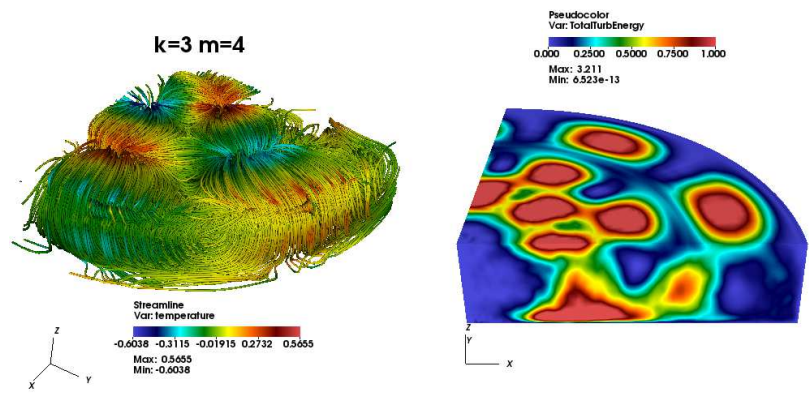 k=3 m=4
Streamline
Var: temperature
-0.6038 -0.3115 -0.01915 0.2732 0.5655
Max: 0.5655
Min: -0.6038
Z
X
Y
Pseudocolor
Var: TotalTurbEnergy
0.000 0.2500 0.5000 0.7500 1.000
Max: 3.211
Min: 6.523e-13
Z
Y
X